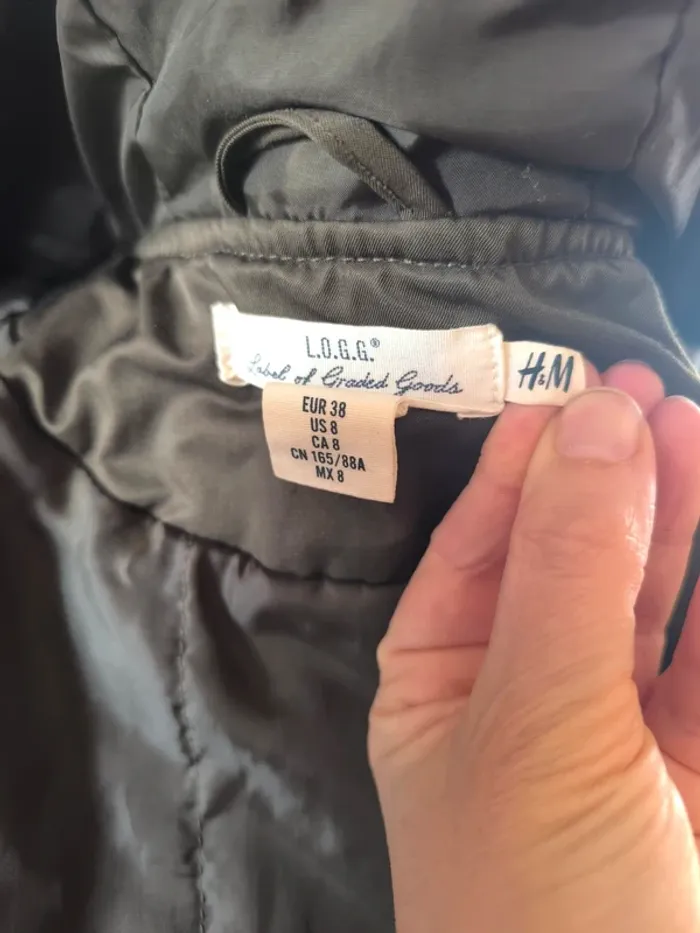 L.O.G.G.®
Label of Graded Goods
H&M
EUR 38
US 8
CA 8
CN 165/88A
MX 8